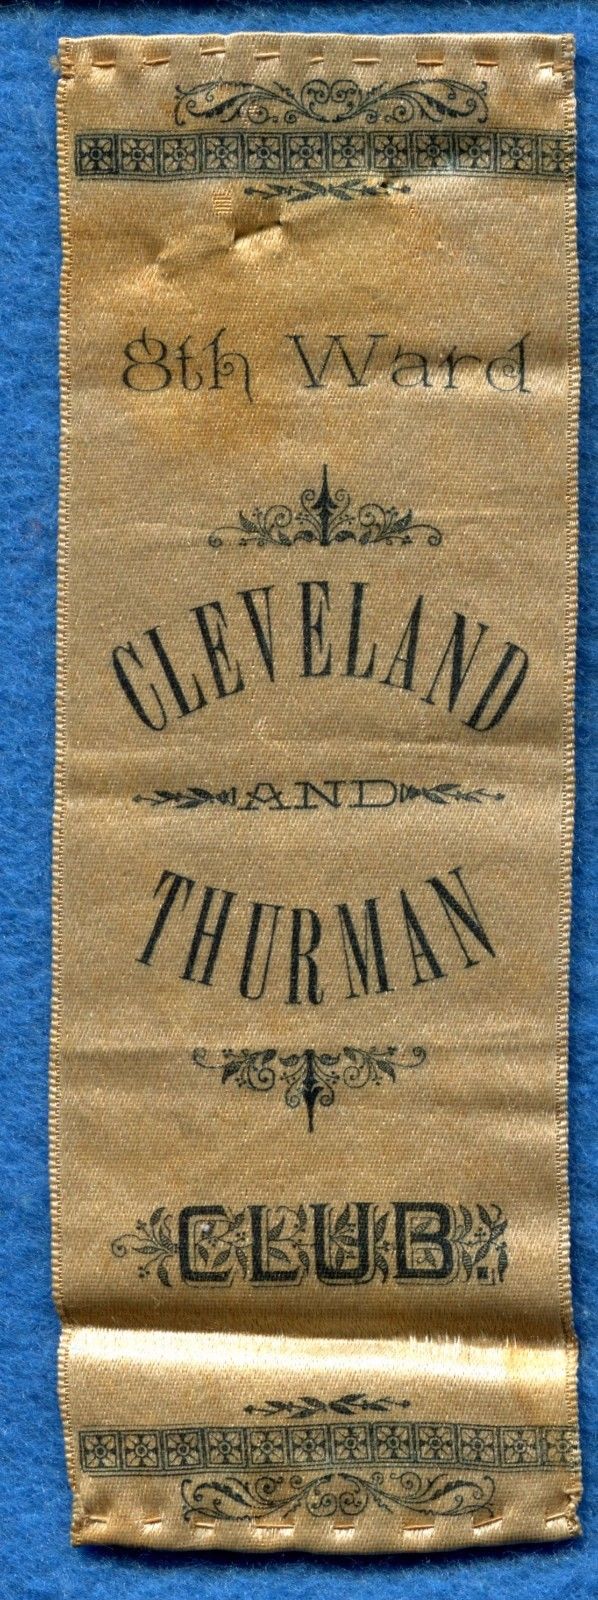 8th Ward
CLEVELAND
AND
THURMAN
CLUB.